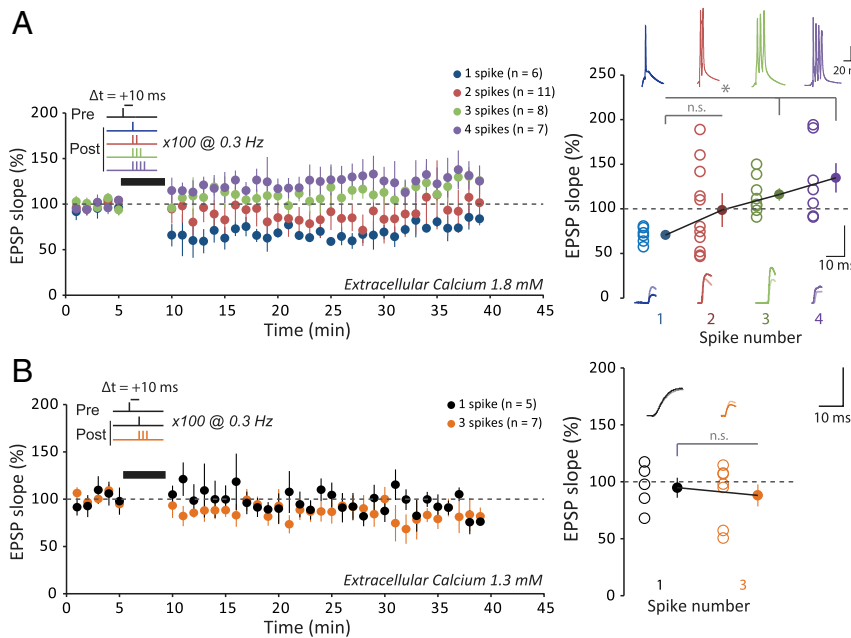 A
Δt = +10 ms
Pre
Post
x100 @ 0.3 Hz
1 spike (n = 6)
2 spikes (n = 11)
3 spikes (n = 8)
4 spikes (n = 7)
EPSP slope (%)
200
150
100
50
0
Extracellular Calcium 1.8 mM
0 5 10 15 20 25 30 35 40 45
Time (min)
EPSP slope (%)
250
200
150
100
50
0
*
n.s.
10 ms
1 2 3 4
Spike number
B
Δt = +10 ms
Pre
Post
x100 @ 0.3 Hz
1 spike (n = 5)
3 spikes (n = 7)
EPSP slope (%)
200
150
100
50
0
Extracellular Calcium 1.3 mM
0 5 10 15 20 25 30 35 40 45
Time (min)
EPSP slope (%)
200
150
100
50
0
10 ms
n.s.
1 3
Spike number